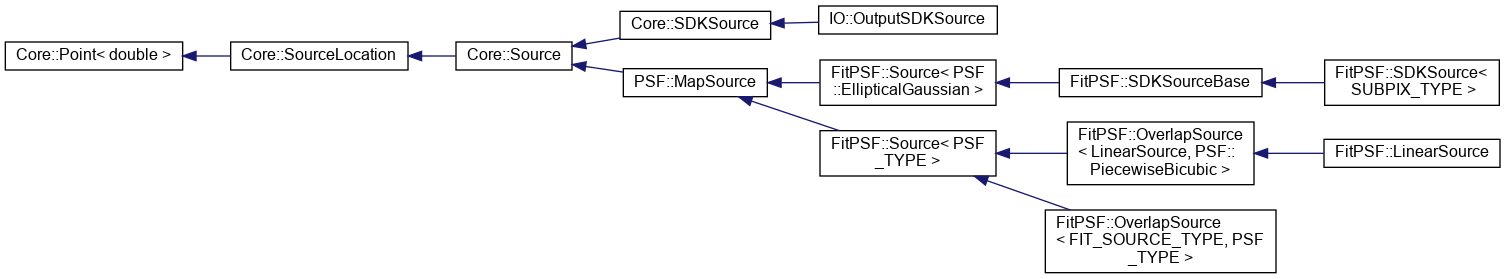 Core::Point< double >
Core::SourceLocation
Core::Source
Core::SDKSource
IO::OutputSDKSource
PSF::MapSource
FitPSF::Source< PSF
::EllipticalGaussian >
FitPSF::SDKSourceBase
FitPSF::SDKSource<
SUBPIX_TYPE >
FitPSF::Source< PSF
_TYPE >
FitPSF::OverlapSource
< LinearSource, PSF::
PiecewiseBicubic >
FitPSF::LinearSource
FitPSF::OverlapSource
< FIT_SOURCE_TYPE, PSF
_TYPE >